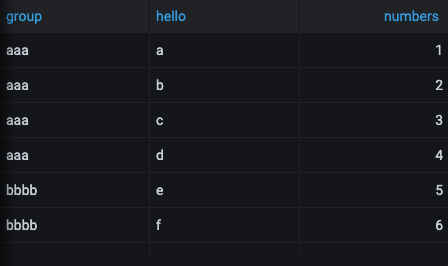 group hello numbers
aaa a 1
aaa b 2
aaa c 3
aaa d 4
bbbb e 5
bbbb f 6